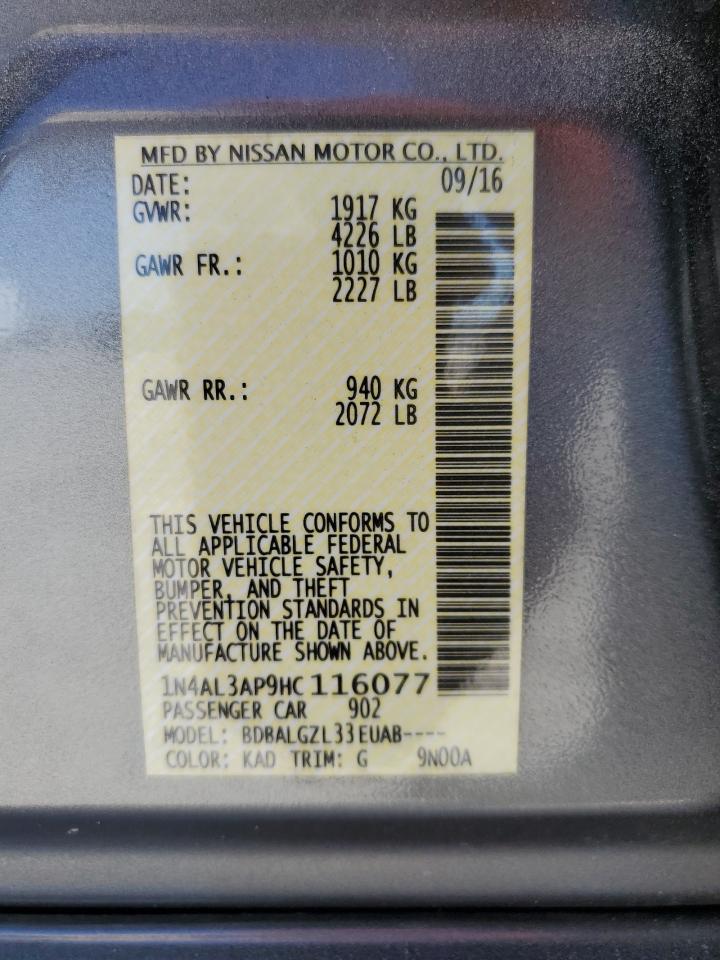 MFD BY NISSAN MOTOR CO., LTD.
DATE: 09/16
GVWR: 1917 KG
4226 LB
GAWR FR.: 1010 KG
2227 LB
GAWR RR.: 940 KG
2072 LB
THIS VEHICLE CONFORMS TO
ALL APPLICABLE FEDERAL
MOTOR VEHICLE SAFETY,
BUMPER, AND THEFT
PREVENTION STANDARDS IN
EFFECT ON THE DATE OF
MANUFACTURE SHOWN ABOVE.
1N4AL3AP9HC116077
PASSENGER CAR 902
MODEL: BDBALGZL33EUAB----
COLOR: KAD TRIM: G 9N00A